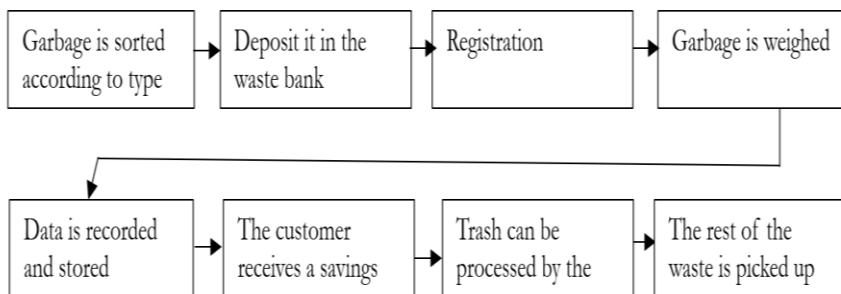 Garbage is sorted
according to type
Deposit it in the
waste bank
Registration
Garbage is weighed
Data is recorded
and stored
The customer
receives a savings
Trash can be
processed by the
The rest of the
waste is picked up